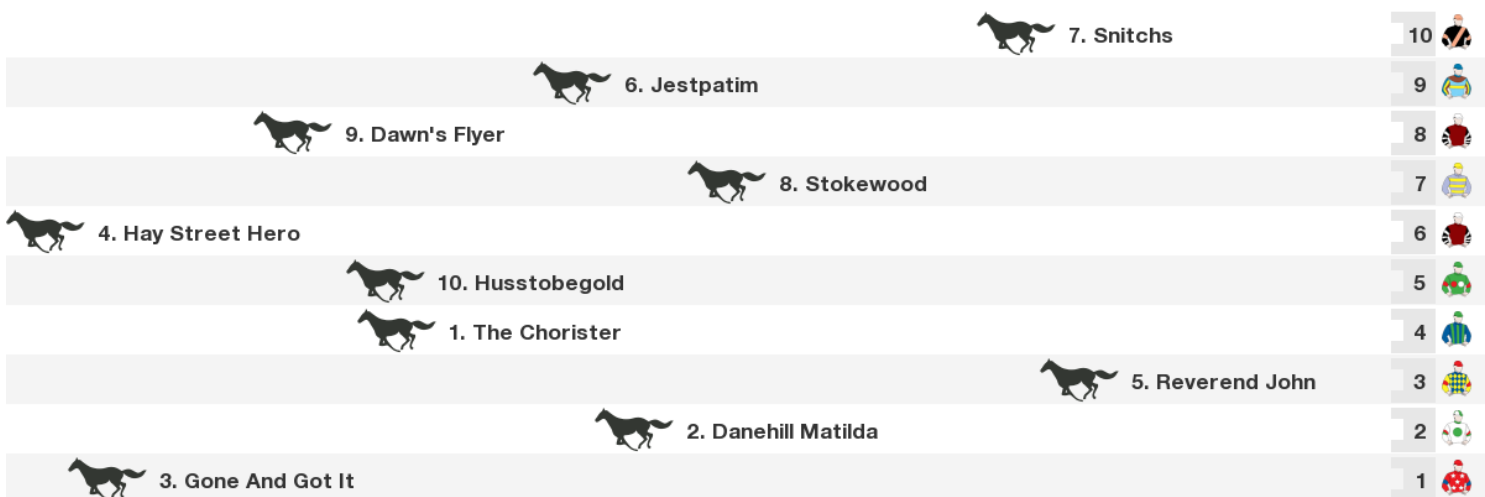 7. Snitchs 10
6. Jestpatim 9
9. Dawn's Flyer 8
8. Stokewood 7
4. Hay Street Hero 6
10. Husstobegold 5
1. The Chorister 4
5. Reverend John 3
2. Danehill Matilda 2
3. Gone And Got It 1